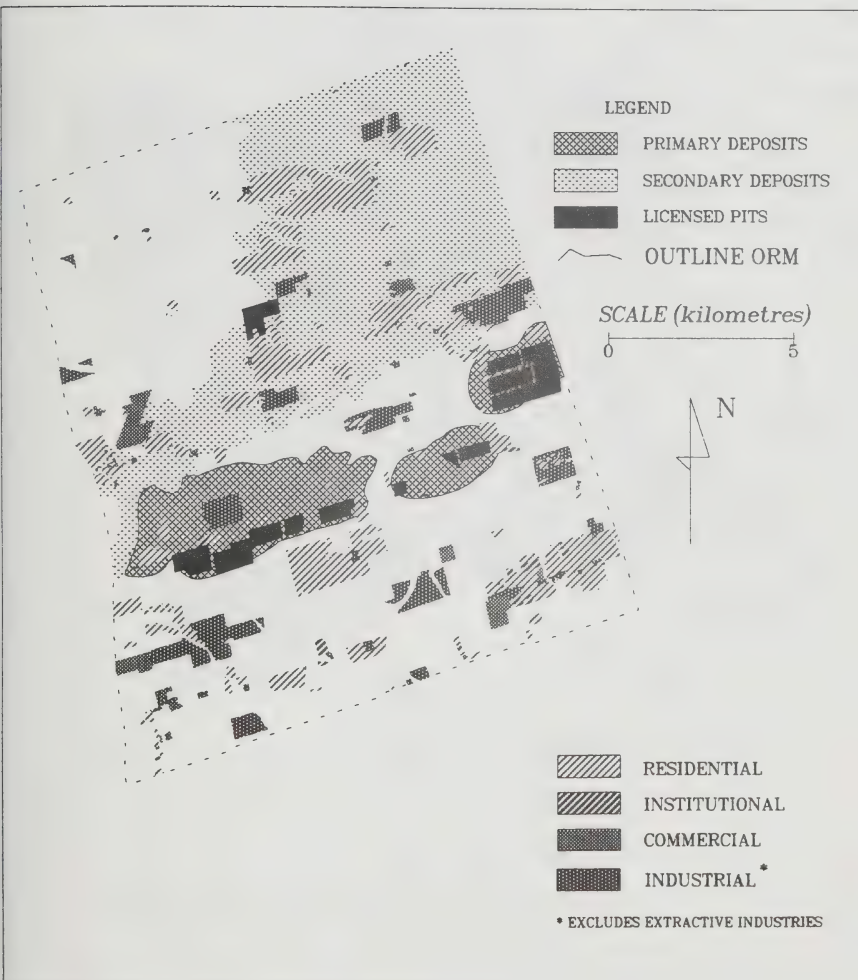 LEGEND
PRIMARY DEPOSITS
SECONDARY DEPOSITS
LICENSED PITS
OUTLINE ORM
SCALE (kilometres)
0 5
N
RESIDENTIAL
INSTITUTIONAL
COMMERCIAL
INDUSTRIAL *
* EXCLUDES EXTRACTIVE INDUSTRIES